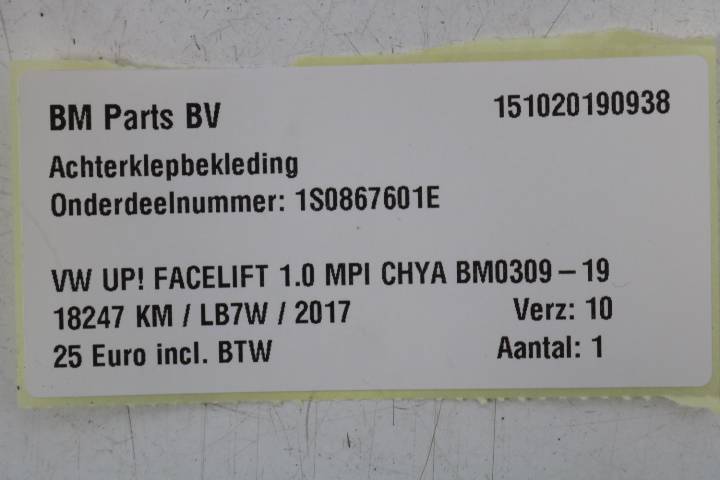 BM Parts BV 151020190938
Achterklepbekleding
Onderdeelnummer: 1S0867601E
VW UP! FACELIFT 1.0 MPI CHYA BM0309 – 19
18247 KM / LB7W / 2017 Verz: 10
25 Euro incl. BTW Aantal: 1